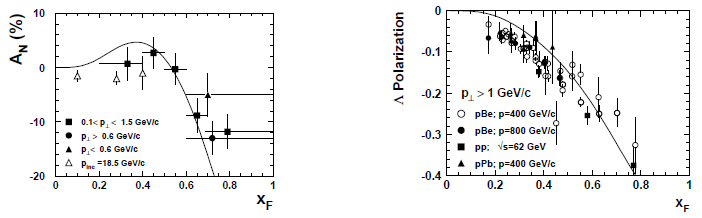 A_N (%)
10
0
-10
-20
0
0.2
0.4
0.6
0.8
1
x_F
0.1< p⊥ < 1.5 GeV/c
p⊥ > 0.6 GeV/c
p⊥< 0.6 GeV/c
p_inc =18.5 GeV/c
Λ Polarization
0
-0.1
-0.2
-0.3
-0.4
0
0.2
0.4
0.6
0.8
1
x_F
p⊥ > 1 GeV/c
pBe; p=400 GeV/c
pBe; p=800 GeV/c
pp; √s=62 GeV
pPb; p=400 GeV/c